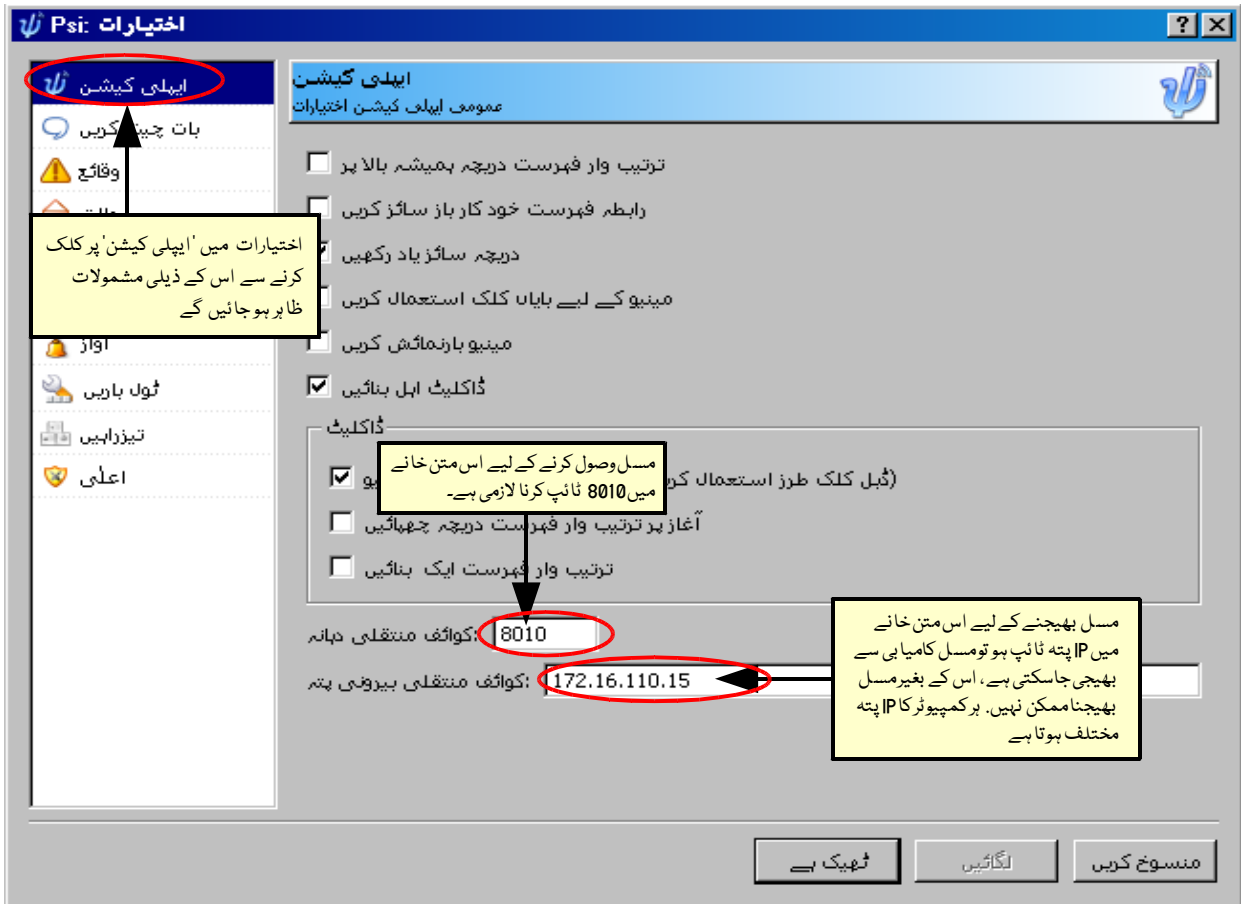 Psi: اختیارات
ایپلی کیشن
بات چیت کریں
وقائع
اختیارات میں 'ایپلی کیشن' پر کلک
کرنے سے اس کے ذیلی مشمولات
ظاہر ہو جائیں گے
آواز
ٹول باریں
تیزراہیں
اعلٰی
ایپلی کیشن
عمومی ایپلی کیشن اختیارات
ترتیب وار فہرست دریچہ ہمیشہ بالا پر
رابطہ فہرست خود کار باز سائز کریں
دریچہ سائز یاد رکھیں
مینیو کے لیے بایاں کلک استعمال کریں
مینیو بارنمائش کریں
ڈاکلیٹ اہل بنائیں
ڈاکلیٹ
مسل وصول کرنے کے لیے اس متن خانے
میں 8010 ٹائپ کرنا لازمی ہے۔
(ڈبل کلک طرز استعمال
آغاز پر ترتیب وار فہرست دریچہ چھپائیں
ترتیب وار فہرست ایک بنائیں
کوائف منتقلی دہانہ: 8010
کوائف منتقلی بیرونی پتہ: 172.16.110.15
مسل بھیجنے کے لیے اس متن خانے
میں IP پتہ ٹائپ ہو تو مسل کامیابی سے
بھیجی جاسکتی ہے، اس کے بغیر مسل
بھیجنا ممکن نہیں. ہر کمپیوٹر کا IP پتہ
مختلف ہوتا ہے
ٹھیک ہے
لگائیں
منسوخ کریں